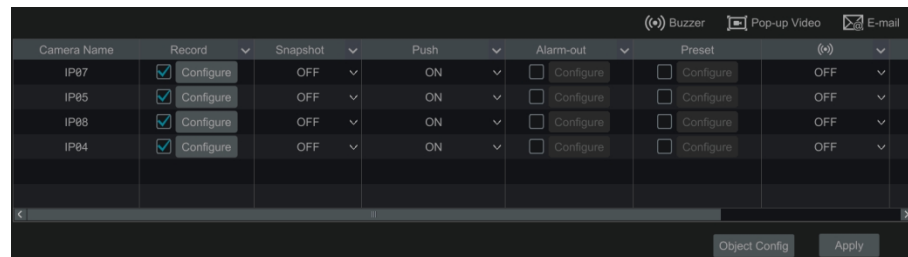 Buzzer Pop-up Video E-mail
Camera Name Record Snapshot Push Alarm-out Preset
IP07 Configure OFF ON Configure Configure OFF
IP05 Configure OFF ON Configure Configure OFF
IP08 Configure OFF ON Configure Configure OFF
IP04 Configure OFF ON Configure Configure OFF
Object Config Apply